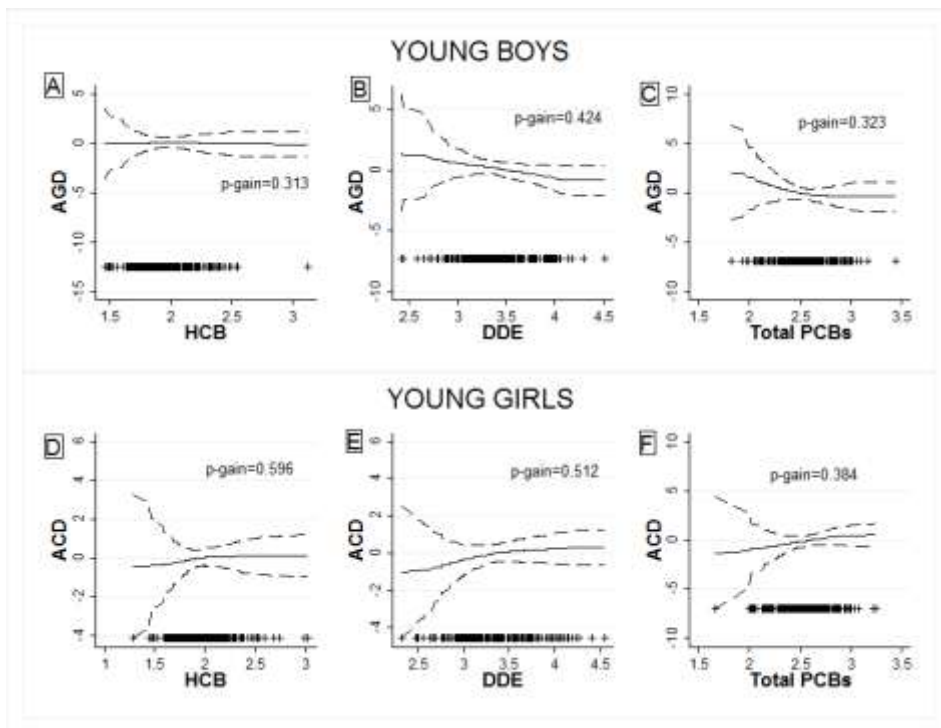 YOUNG BOYS
A
5
0
-5
-10
-15
AGD
p-gain=0.313
1.5 2 2.5 3
HCB
B
5
0
-5
-10
AGD
p-gain=0.424
2.5 3 3.5 4 4.5
DDE
C
10
5
0
-5
-10
AGD
p-gain=0.323
1.5 2 2.5 3 3.5
Total PCBs
YOUNG GIRLS
D
6
4
2
0
-2
-4
ACD
p-gain=0.596
1 1.5 2 2.5 3
HCB
E
6
4
2
0
-2
-4
ACD
p-gain=0.512
2.5 3 3.5 4 4.5
DDE
F
10
5
0
-5
-10
ACD
p-gain=0.384
1.5 2 2.5 3 3.5
Total PCBs